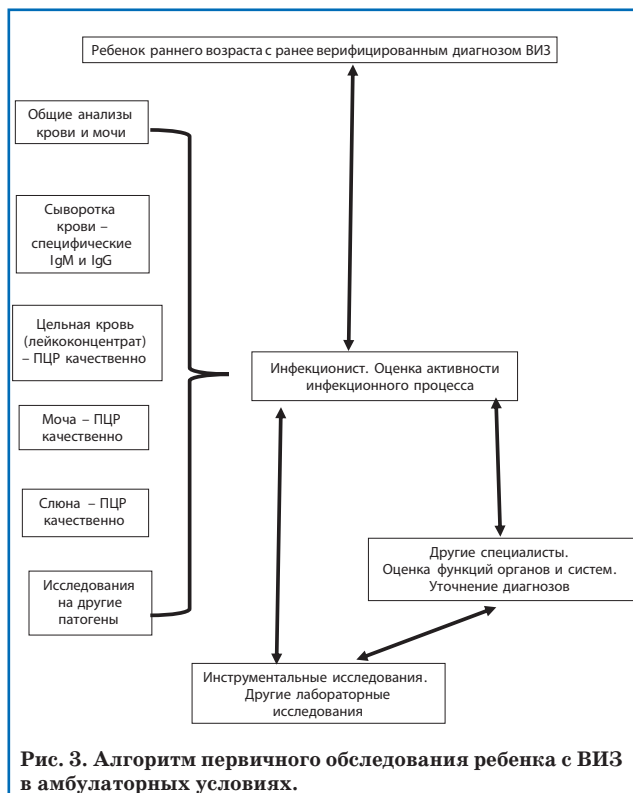 Ребенок раннего возраста с ранее верифицированным диагнозом ВИЗ
Общие анализы
крови и мочи
Сыворотка
крови –
специфические
IgM и IgG
Цельная кровь
(лейкоконцентрат)
– ПЦР качественно
Моча – ПЦР
качественно
Слюна – ПЦР
качественно
Исследования
на другие
патогены
Инфекционист. Оценка активности
инфекционного процесса
Другие специалисты.
Оценка функций органов и систем.
Уточнение диагнозов
Инструментальные исследования.
Другие лабораторные
исследования
Рис. 3. Алгоритм первичного обследования ребенка с ВИЗ
в амбулаторных условиях.